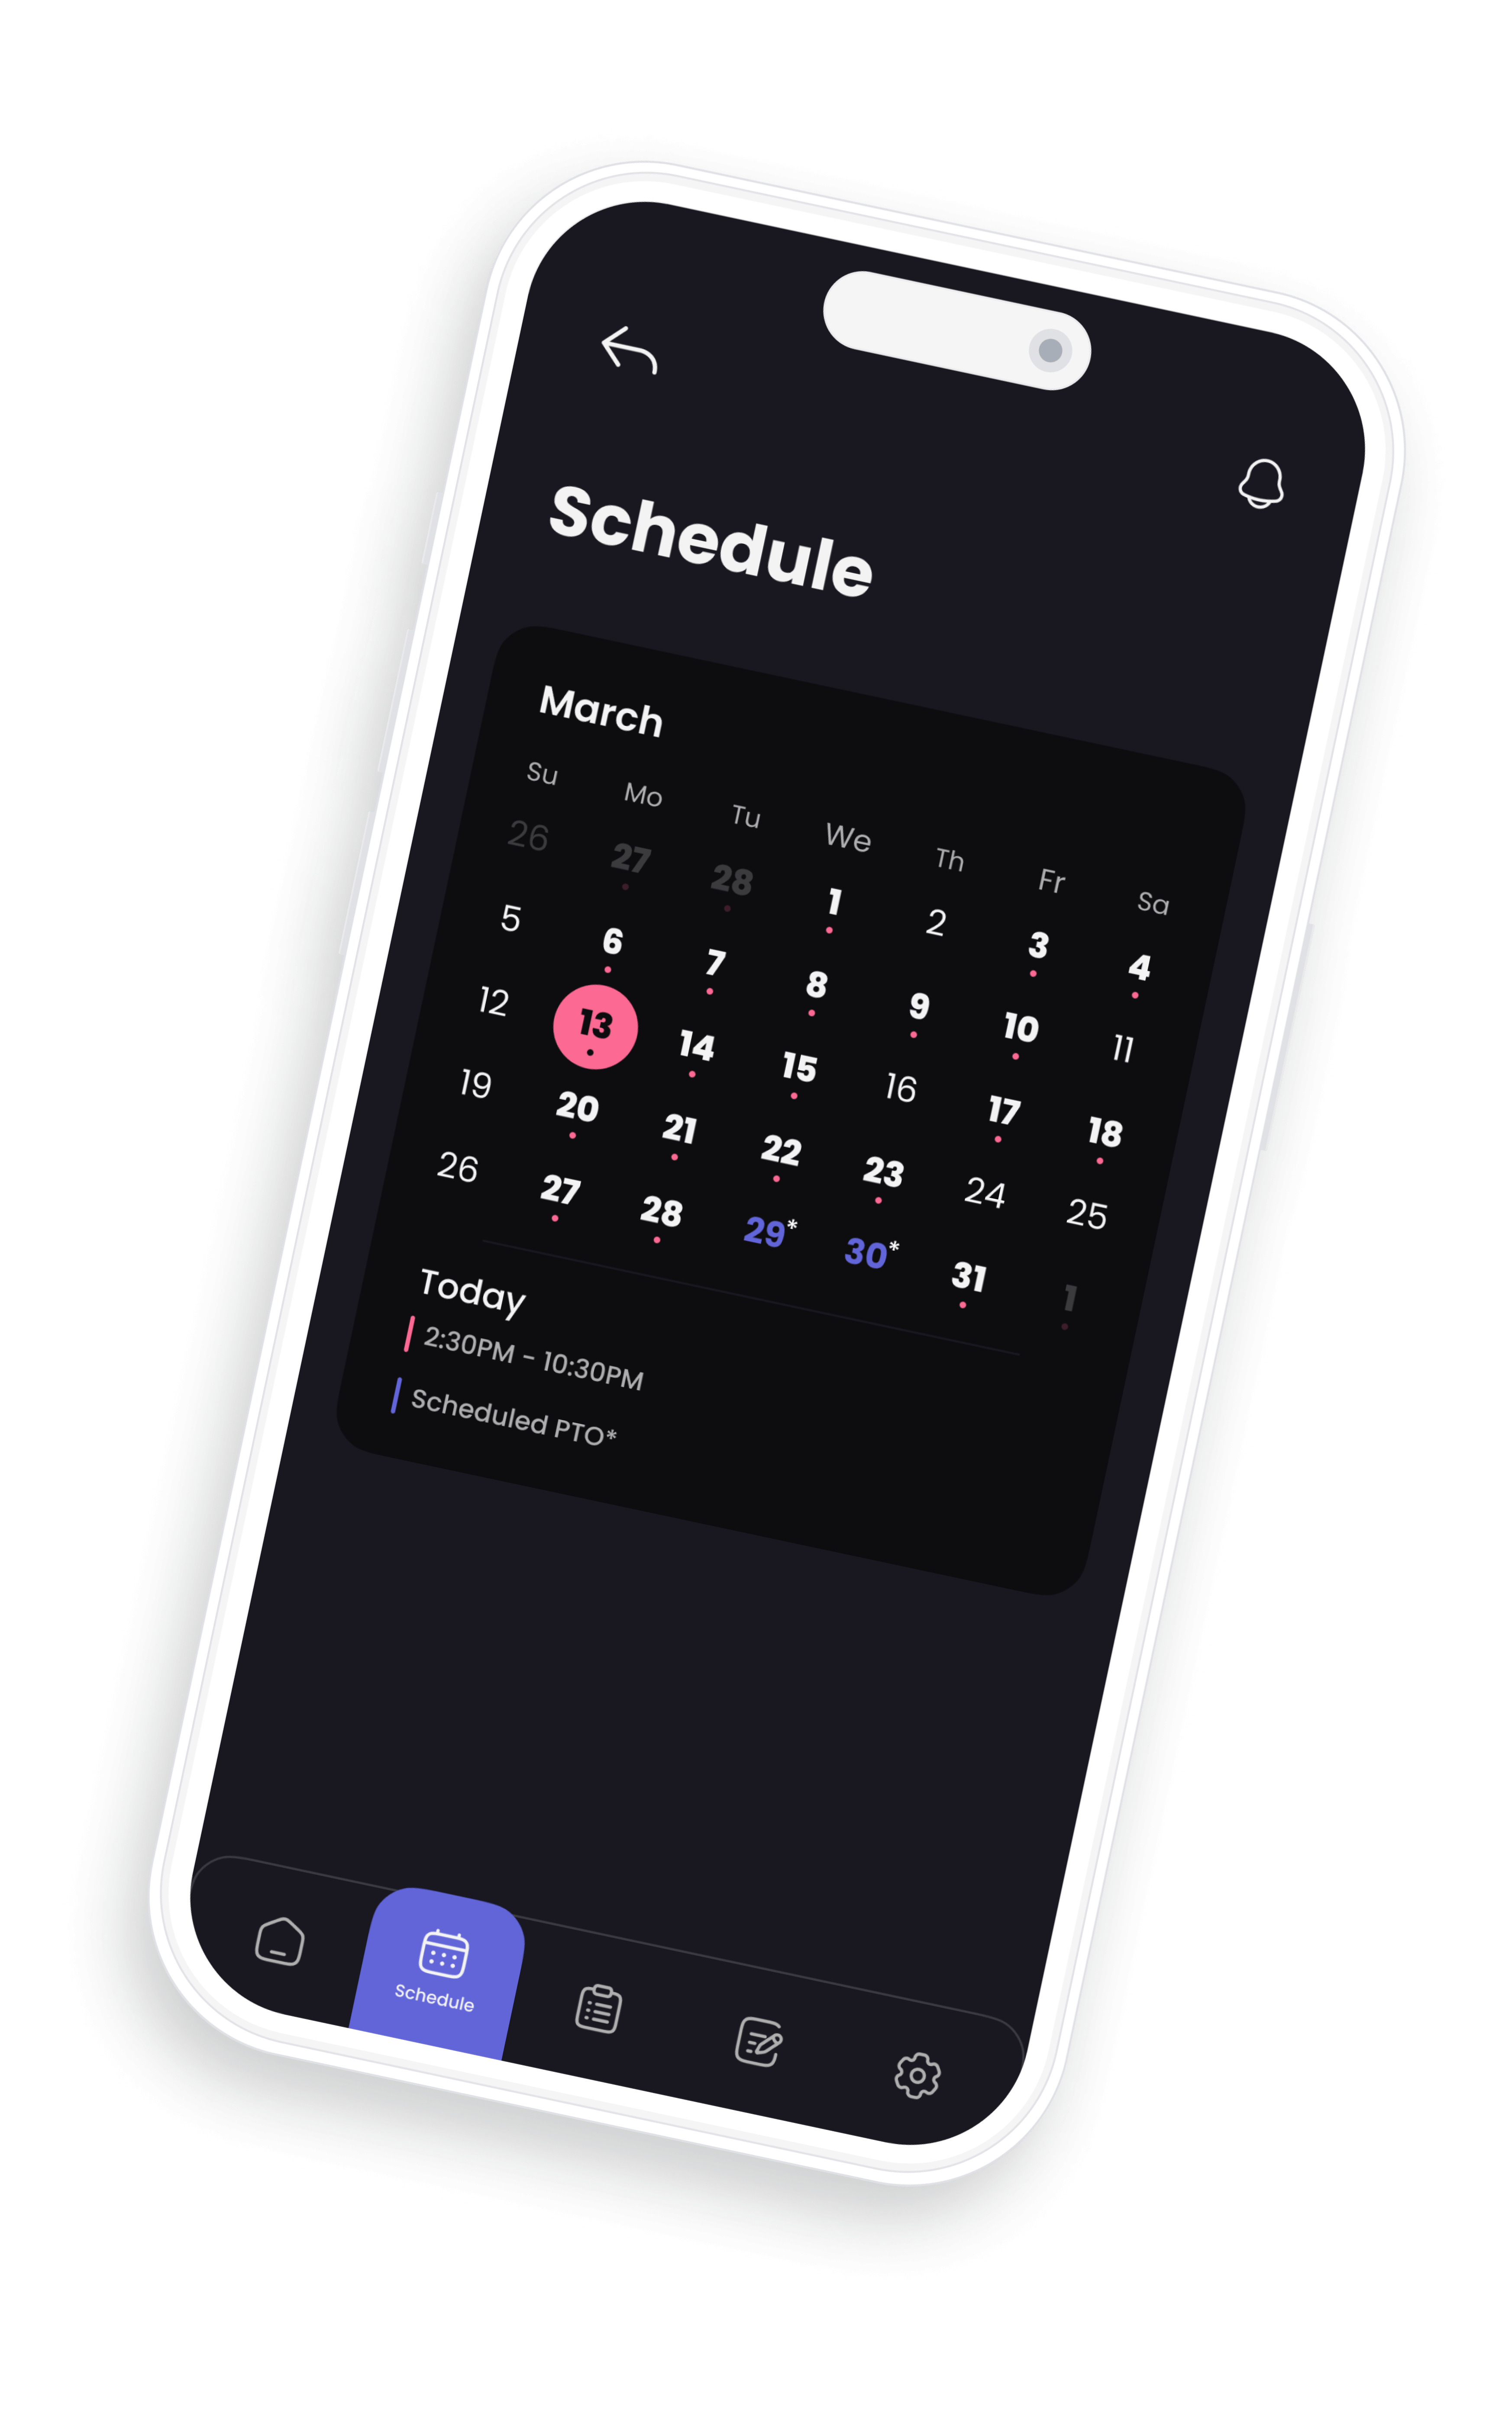 Schedule
March
Su Mo Tu We Th Fr Sa
26 27 28 1 2 3 4
5 6 7 8 9 10 11
12 13 14 15 16 17 18
19 20 21 22 23 24 25
26 27 28 29* 30* 31 1
Today
2:30PM - 10:30PM
Scheduled PTO*
Schedule